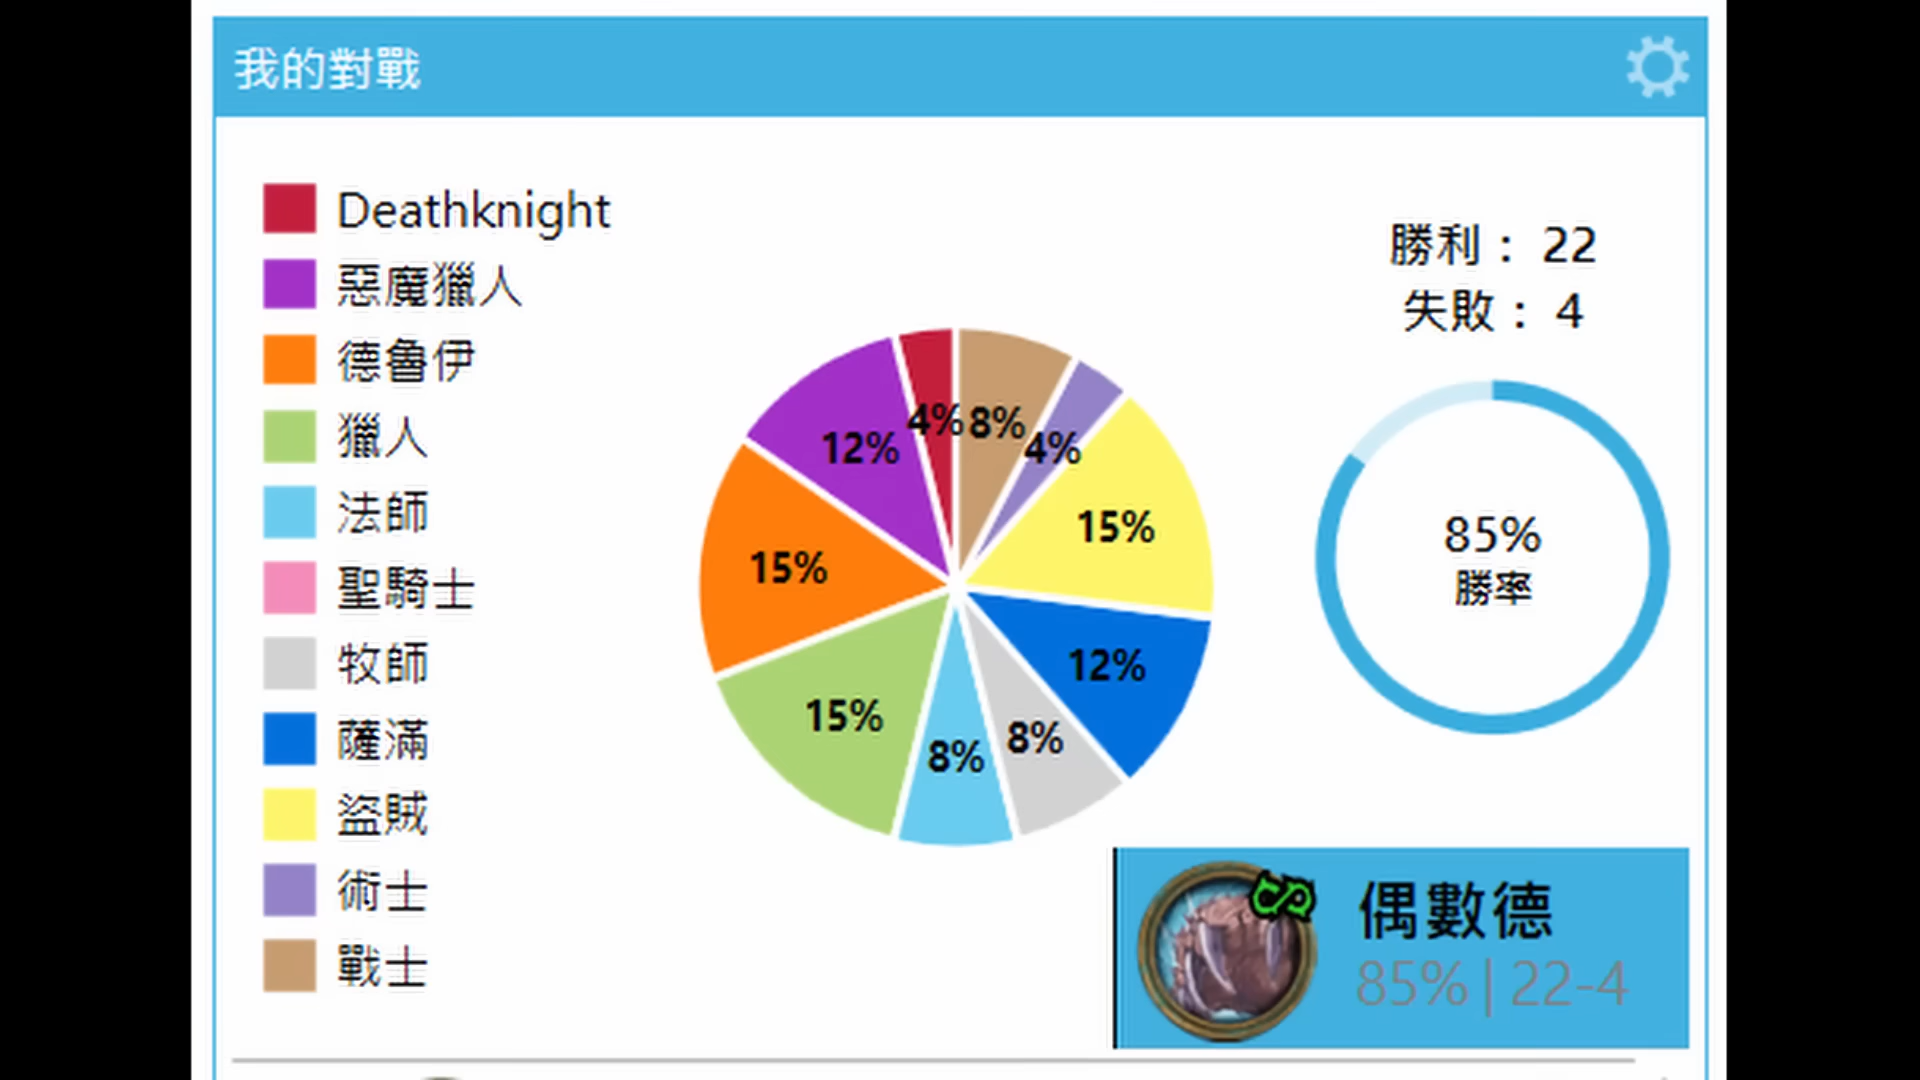 我的對戰
Deathknight
惡魔獵人
德魯伊
獵人
法師
聖騎士
牧師
薩滿
盜賊
術士
戰士
4%
8%
12%
4%
15%
15%
12%
15%
8%
8%
勝利： 22
失敗： 4
85%
勝率
偶數德
85% | 22-4